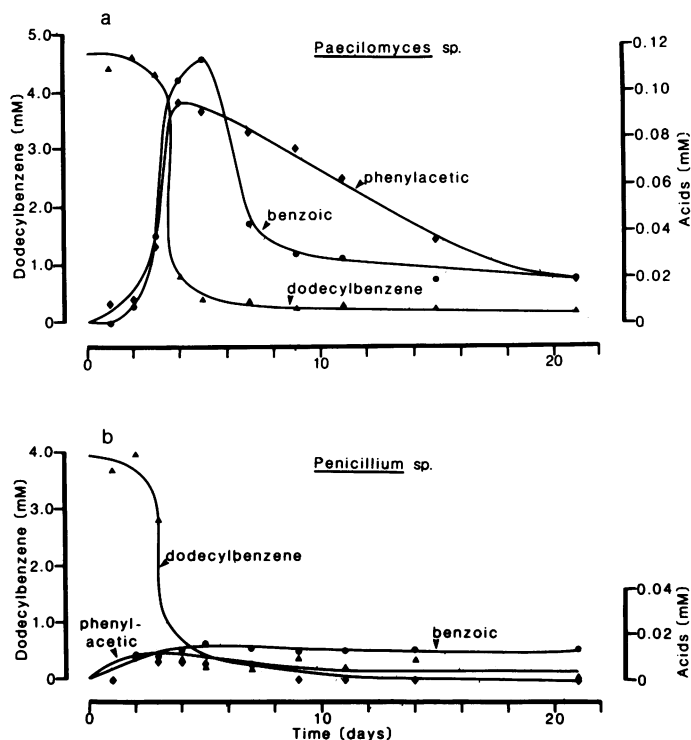 a
Paecilomyces sp.
5.0
4.0
3.0
2.0
1.0
0
Dodecylbenzene (mM)
0.12
0.10
0.08
0.06
0.04
0.02
0
Acids (mM)
phenylacetic
benzoic
dodecylbenzene
0 10 20
b
Penicillium sp.
4.0
3.0
2.0
1.0
0
Dodecylbenzene (mM)
dodecylbenzene
phenyl-
acetic
benzoic
0.04
0.02
0
Acids (mM)
0 10 20
Time (days)